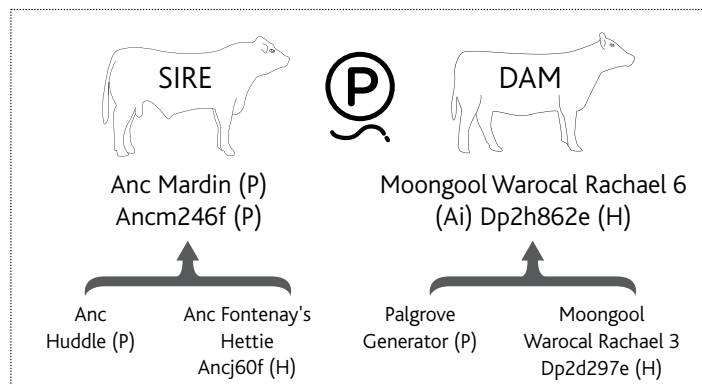 SIRE
P
DAM
Anc Mardin (P)
Ancm246f (P)
Moongool Warocal Rachael 6
(Ai) Dp2h862e (H)
Anc
Huddle (P)
Anc Fontenay's
Hettie
Ancj60f (H)
Palgrove
Generator (P)
Moongool
Warocal Rachael 3
Dp2d297e (H)